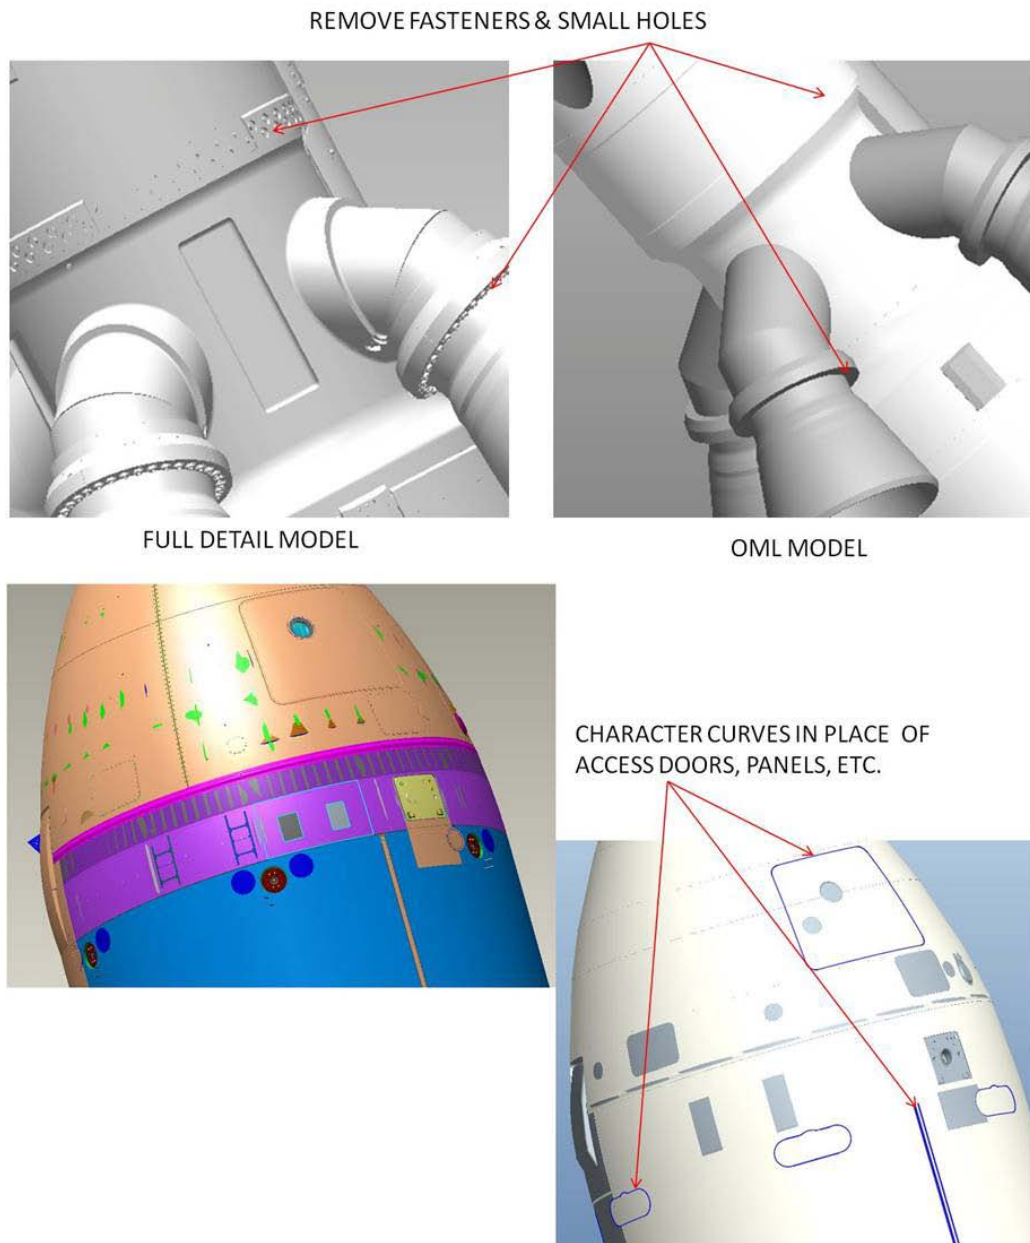 REMOVE FASTENERS & SMALL HOLES
FULL DETAIL MODEL
OML MODEL
CHARACTER CURVES IN PLACE OF
ACCESS DOORS, PANELS, ETC.